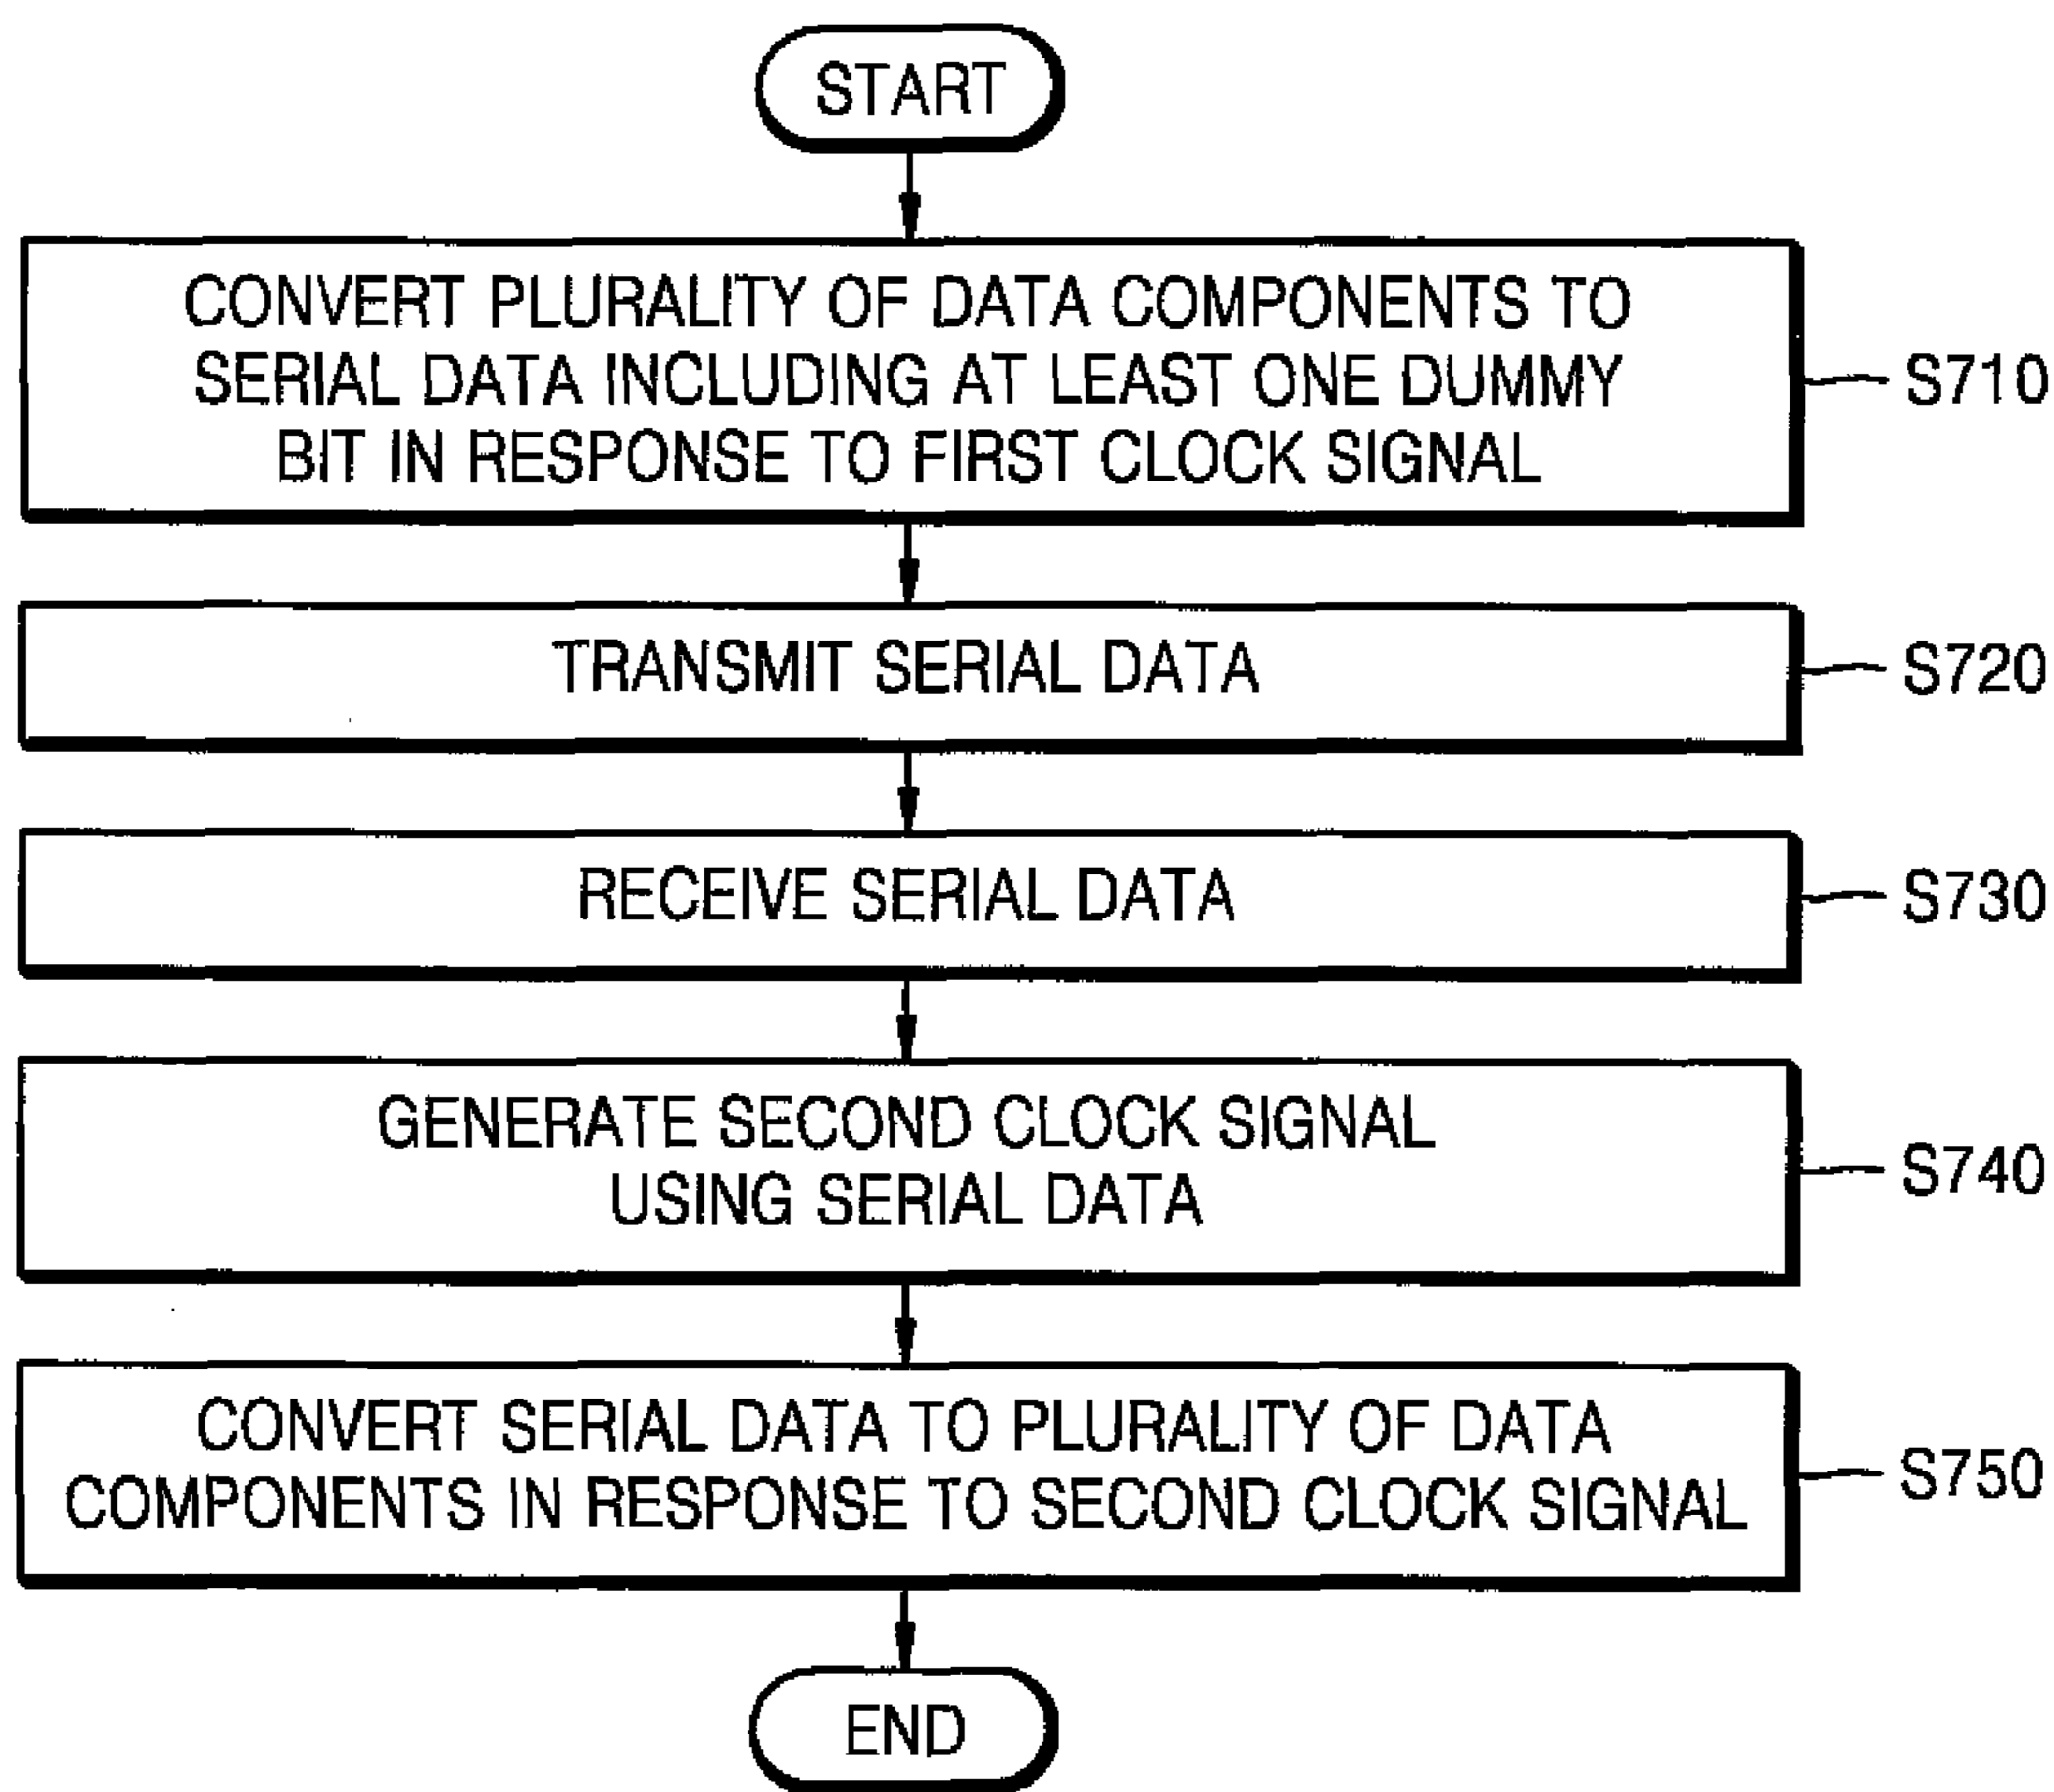 START
CONVERT PLURALITY OF DATA COMPONENTS TO
SERIAL DATA INCLUDING AT LEAST ONE DUMMY
BIT IN RESPONSE TO FIRST CLOCK SIGNAL
S710
TRANSMIT SERIAL DATA
S720
RECEIVE SERIAL DATA
S730
GENERATE SECOND CLOCK SIGNAL
USING SERIAL DATA
S740
CONVERT SERIAL DATA TO PLURALITY OF DATA
COMPONENTS IN RESPONSE TO SECOND CLOCK SIGNAL
S750
END